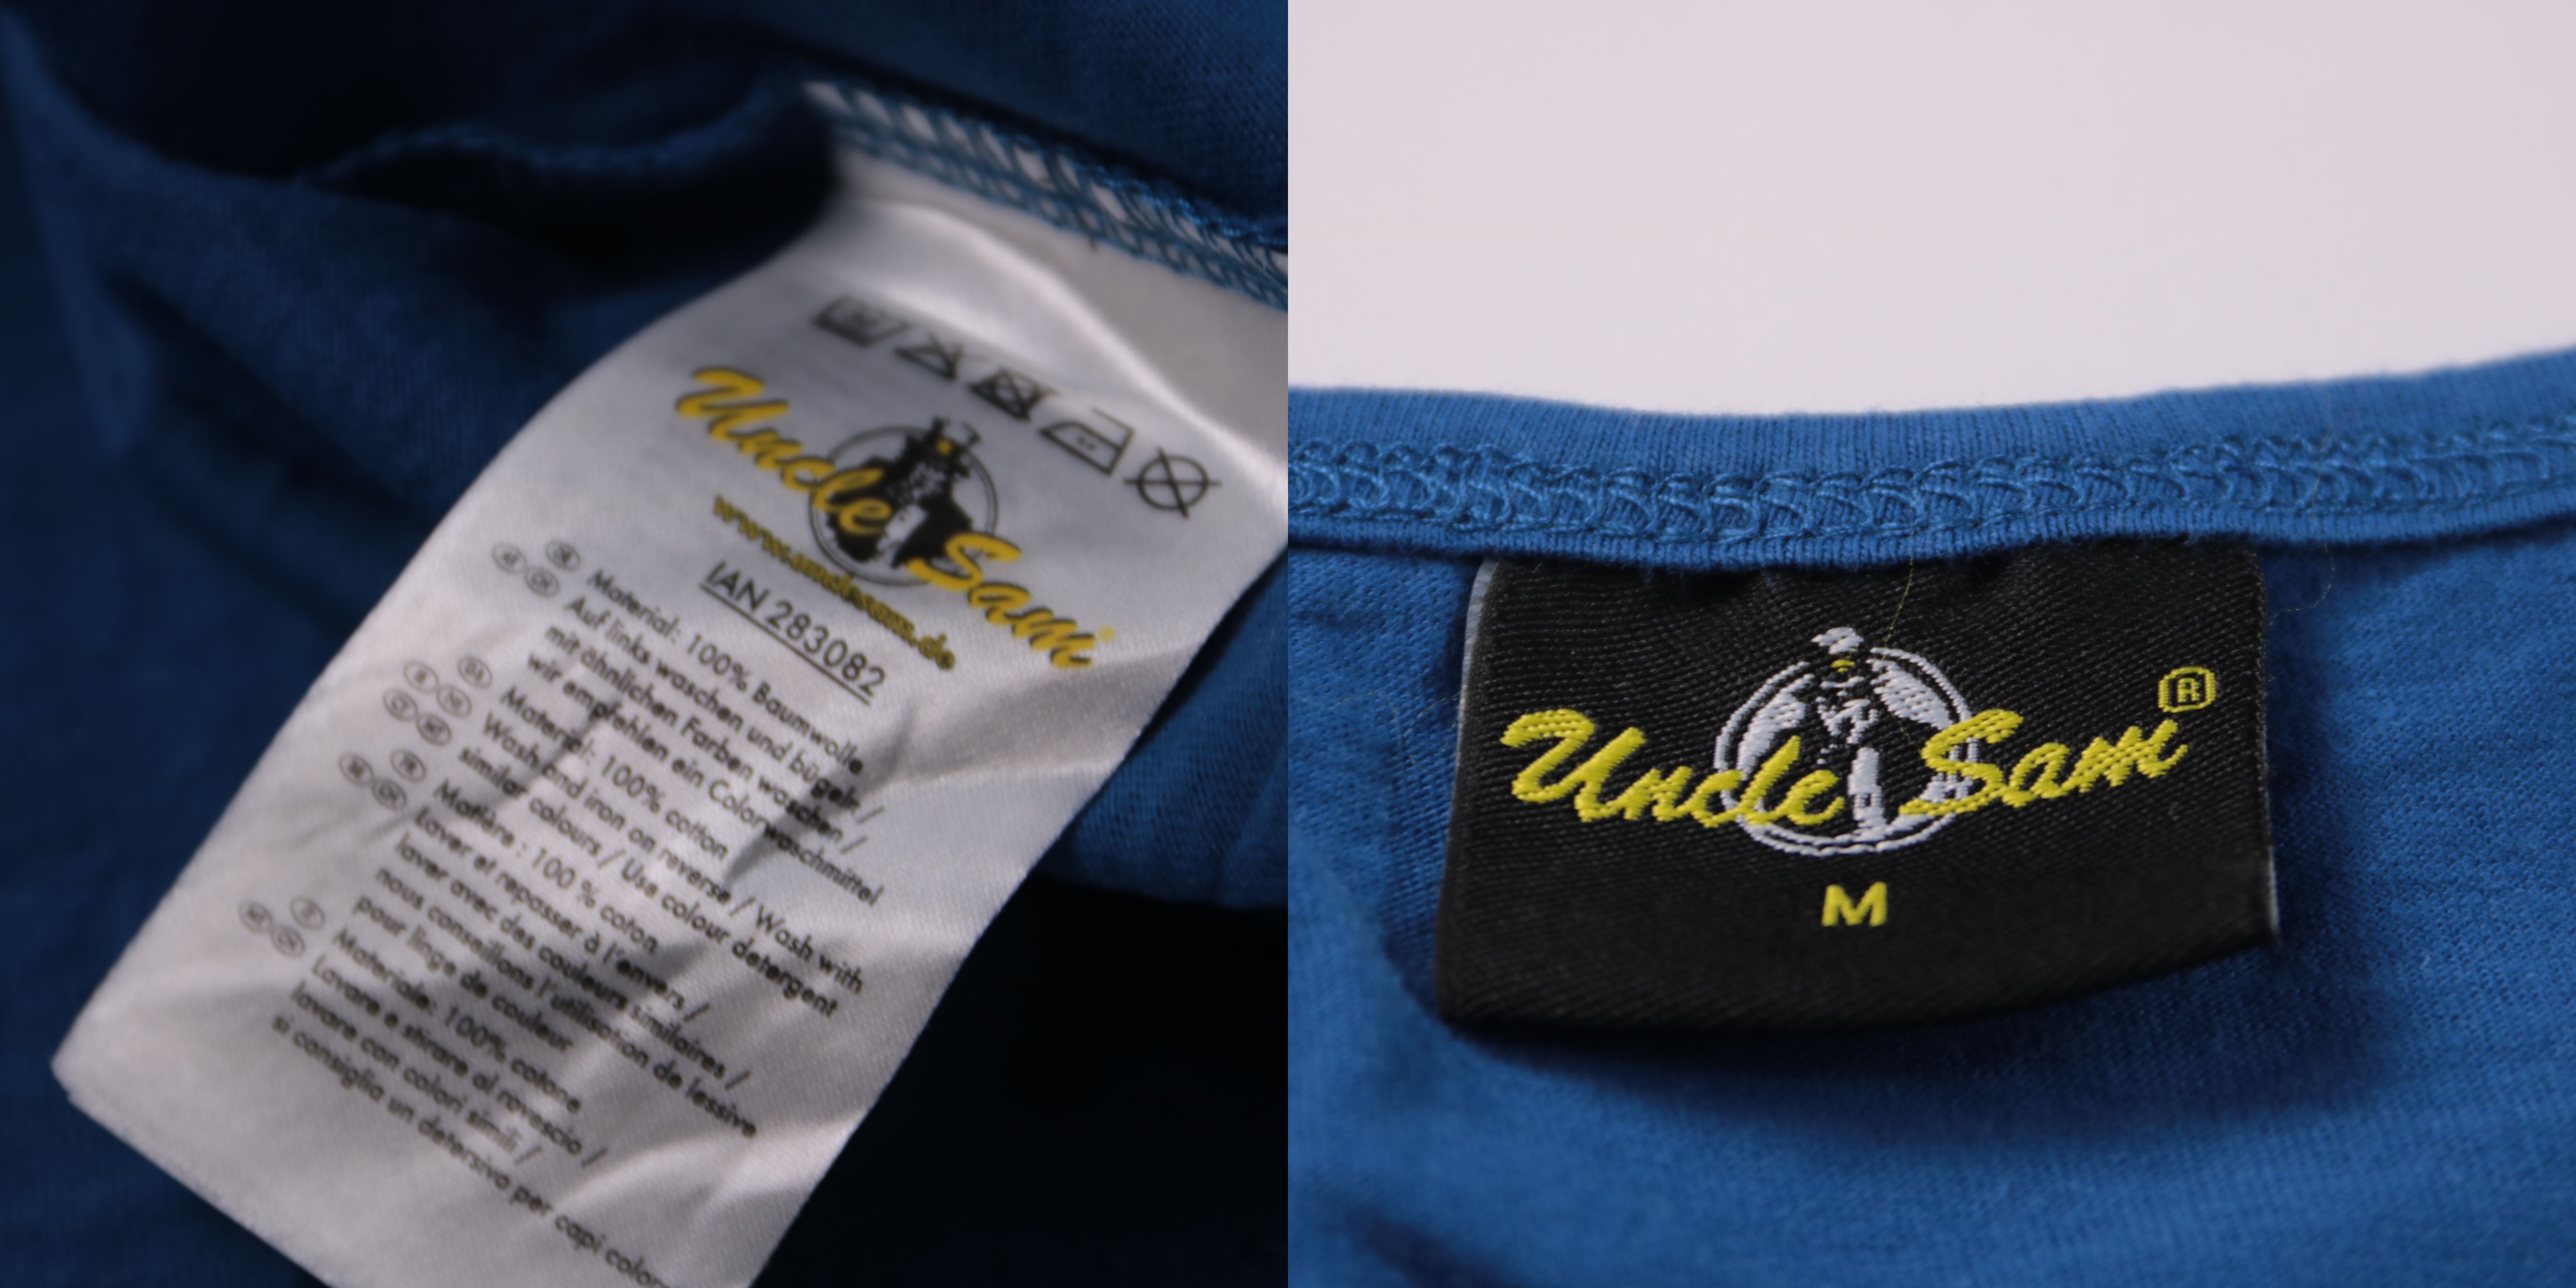 Uncle Sam®
www.unclesam.de
IAN 283082
Material: 100% Baumwolle
Auf links waschen und bügeln /
mit ähnlichen Farben waschen /
wir empfehlen ein Colorwaschmittel
Material: 100% cotton
Wash and iron on reverse / Wash with
similar colours / Use colour detergent
Matière : 100 % coton
Laver et repasser à l'envers /
laver avec des couleurs similaires /
nous conseillons l'utilisation de lessive
pour linge de couleur
Materiale: 100% cotone
Lavare e stirare al rovescio /
lavare con colori simili /
si consiglia un detersivo per capi color
Uncle Sam®
M